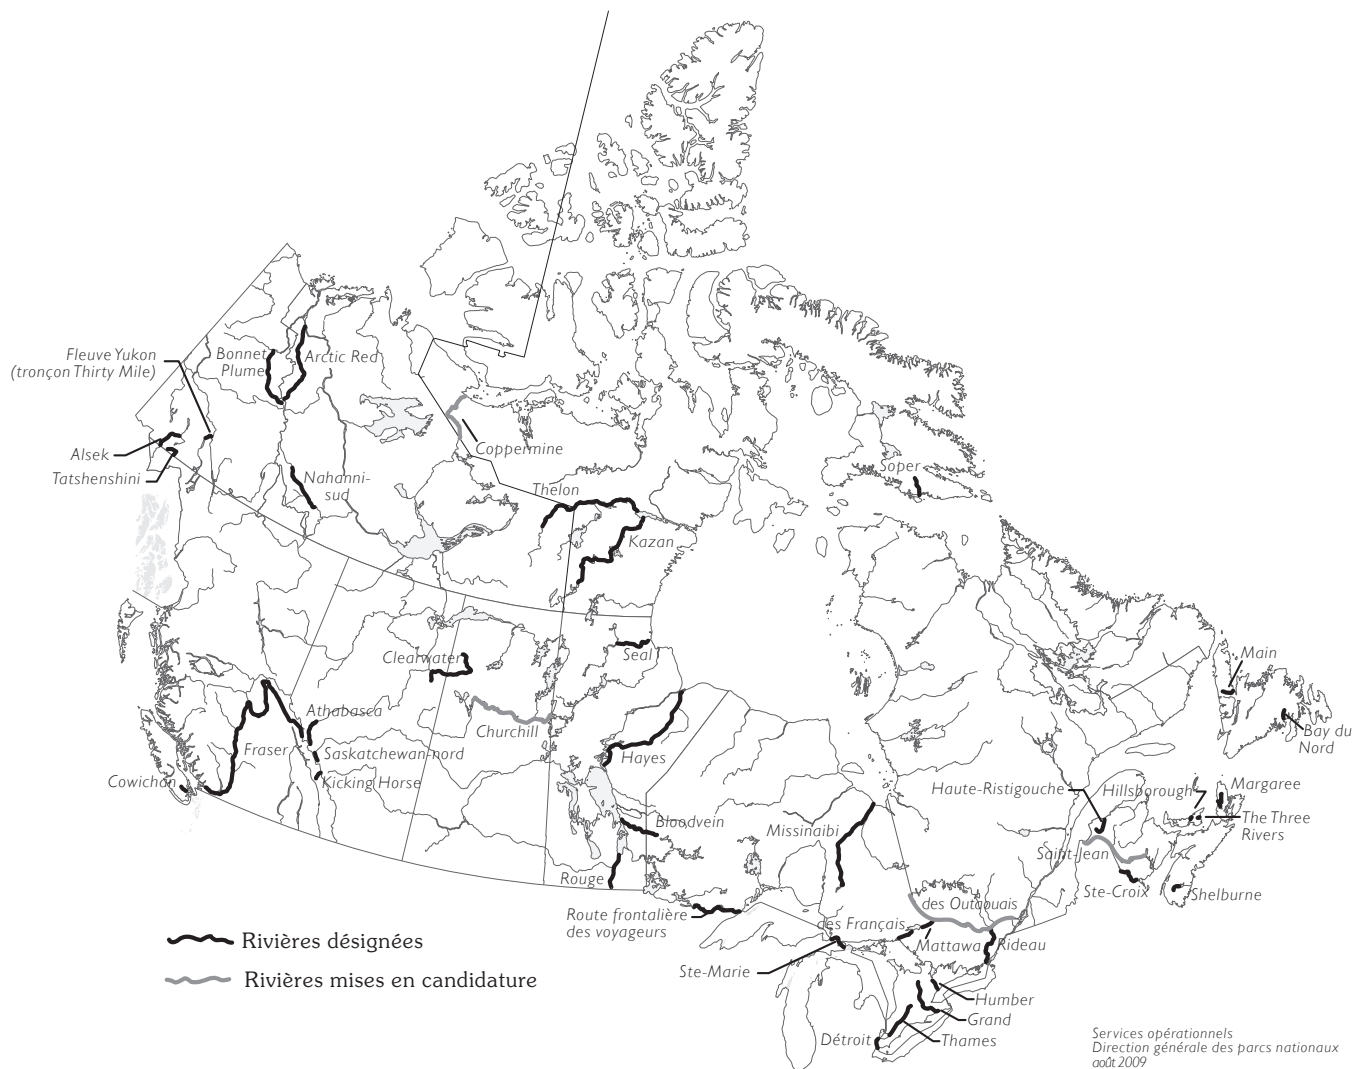 Fleuve Yukon
(tronçon Thirty Mile)
Bonnet
Plume
Arctic Red
Alsek
Tatshenshini
Nahanni-
sud
Coppermine
Thelon
Kazan
Soper
Clearwater
Seal
Churchill
Athabasca
Fraser
Saskatchewan-nord
Kicking Horse
Cowichan
Hayes
Bloodvein
Rouge
Missinaibi
Main
Bay du
Nord
Haute-Ristigouche
Hillsborough
Margaree
The Three
Rivers
Saint-Jean
Ste-Croix
Shelburne
Route frontalière
des voyageurs
des Outaouais
des Français
Mattawa
Rideau
Ste-Marie
Humber
Grand
Thames
Détroit
Rivières désignées
Rivières mises en candidature
Services opérationnels
Direction générale des parcs nationaux
août 2009